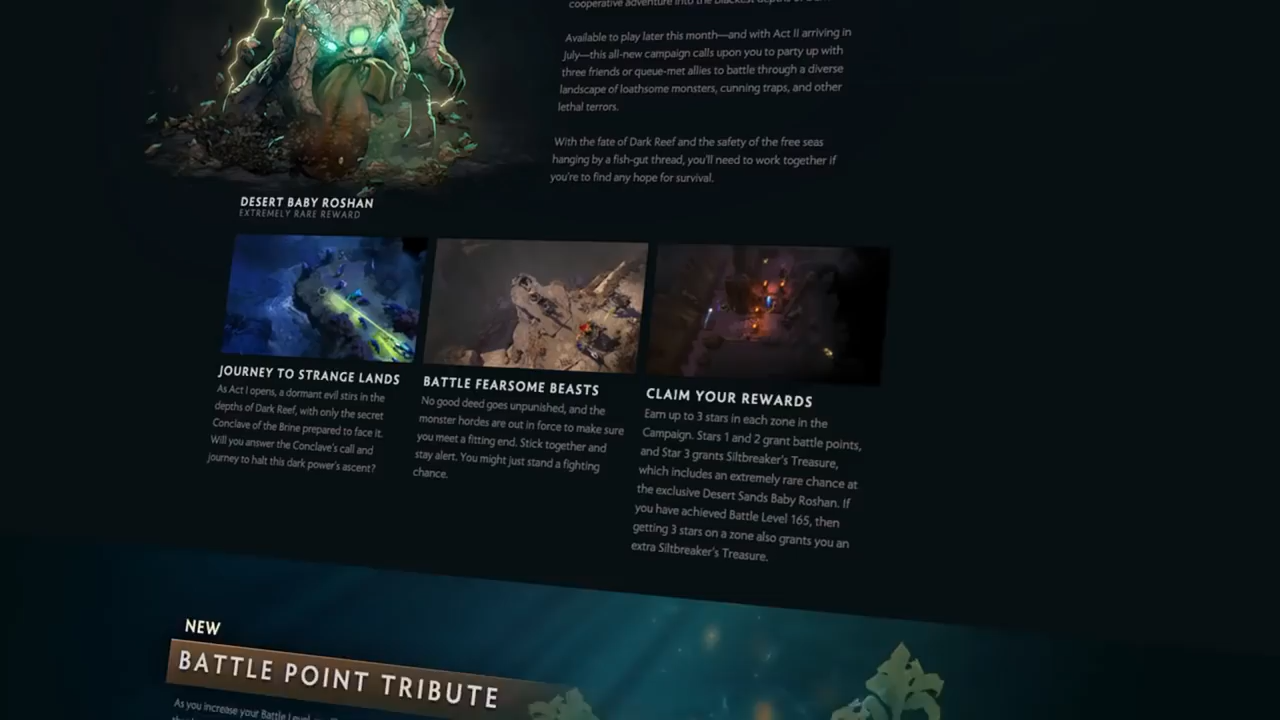 cooperative adventure into the blackest depths of
Available to play later this month—and with Act II arriving in
July—this all-new campaign calls upon you to party up with
three friends or queue-met allies to battle through a diverse
landscape of loathsome monsters, cunning traps, and other
lethal terrors.
With the fate of Dark Reef and the safety of the free seas
hanging by a fish-gut thread, you'll need to work together if
you're to find any hope for survival.
DESERT BABY ROSHAN
EXTREMELY RARE REWARD
JOURNEY TO STRANGE LANDS
As Act I opens, a dormant evil stirs in the
depths of Dark Reef, with only the secret
Conclave of the Brine prepared to face it.
Will you answer the Conclave's call and
journey to halt this dark power's ascent?
BATTLE FEARSOME BEASTS
No good deed goes unpunished, and the
monster hordes are out in force to make sure
you meet a fitting end. Stick together and
stay alert. You might just stand a fighting
chance.
CLAIM YOUR REWARDS
Earn up to 3 stars in each zone in the
Campaign. Stars 1 and 2 grant battle points,
and Star 3 grants Siltbreaker's Treasure,
which includes an extremely rare chance at
the exclusive Desert Sands Baby Roshan. If
you have achieved Battle Level 165, then
getting 3 stars on a zone also grants you an
extra Siltbreaker's Treasure.
NEW
BATTLE POINT TRIBUTE
As you increase your Battle Level